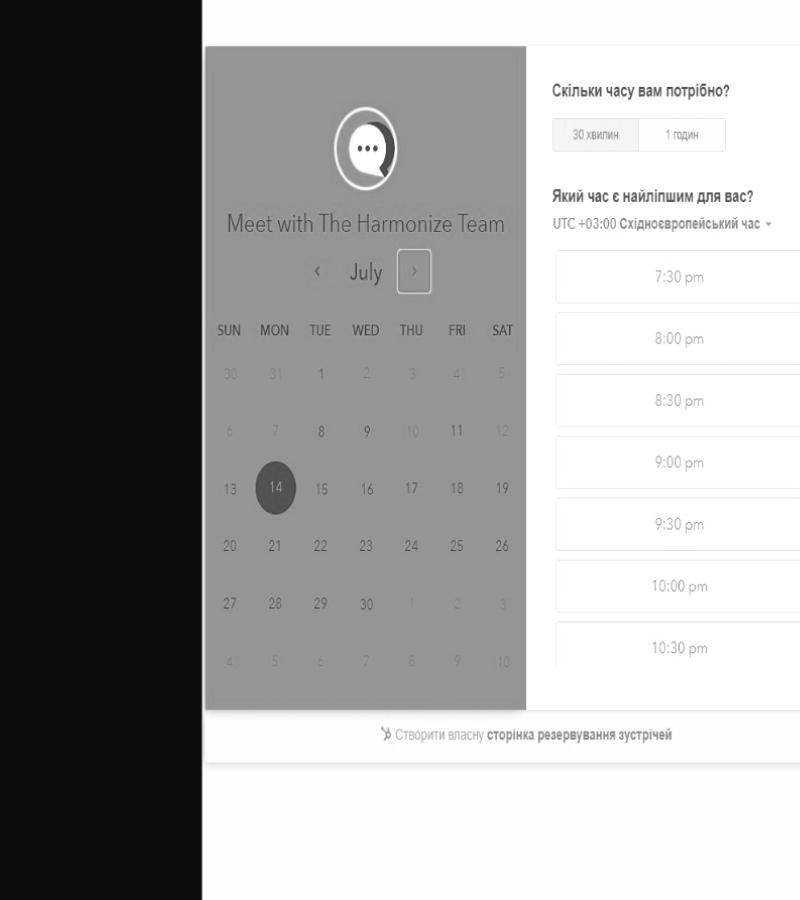 Meet with The Harmonize Team
July
SUN MON TUE WED THU FRI SAT
30 31 1 2 3 4 5
6 7 8 9 10 11 12
13 14 15 16 17 18 19
20 21 22 23 24 25 26
27 28 29 30 1 2 3
4 5 6 7 8 9 10
Скільки часу вам потрібно?
30 хвилин 1 годин
Який час є найліпшим для вас?
UTC +03:00 Східноєвропейський час
7:30 pm
8:00 pm
8:30 pm
9:00 pm
9:30 pm
10:00 pm
10:30 pm
Створити власну сторінка резервування зустрічей